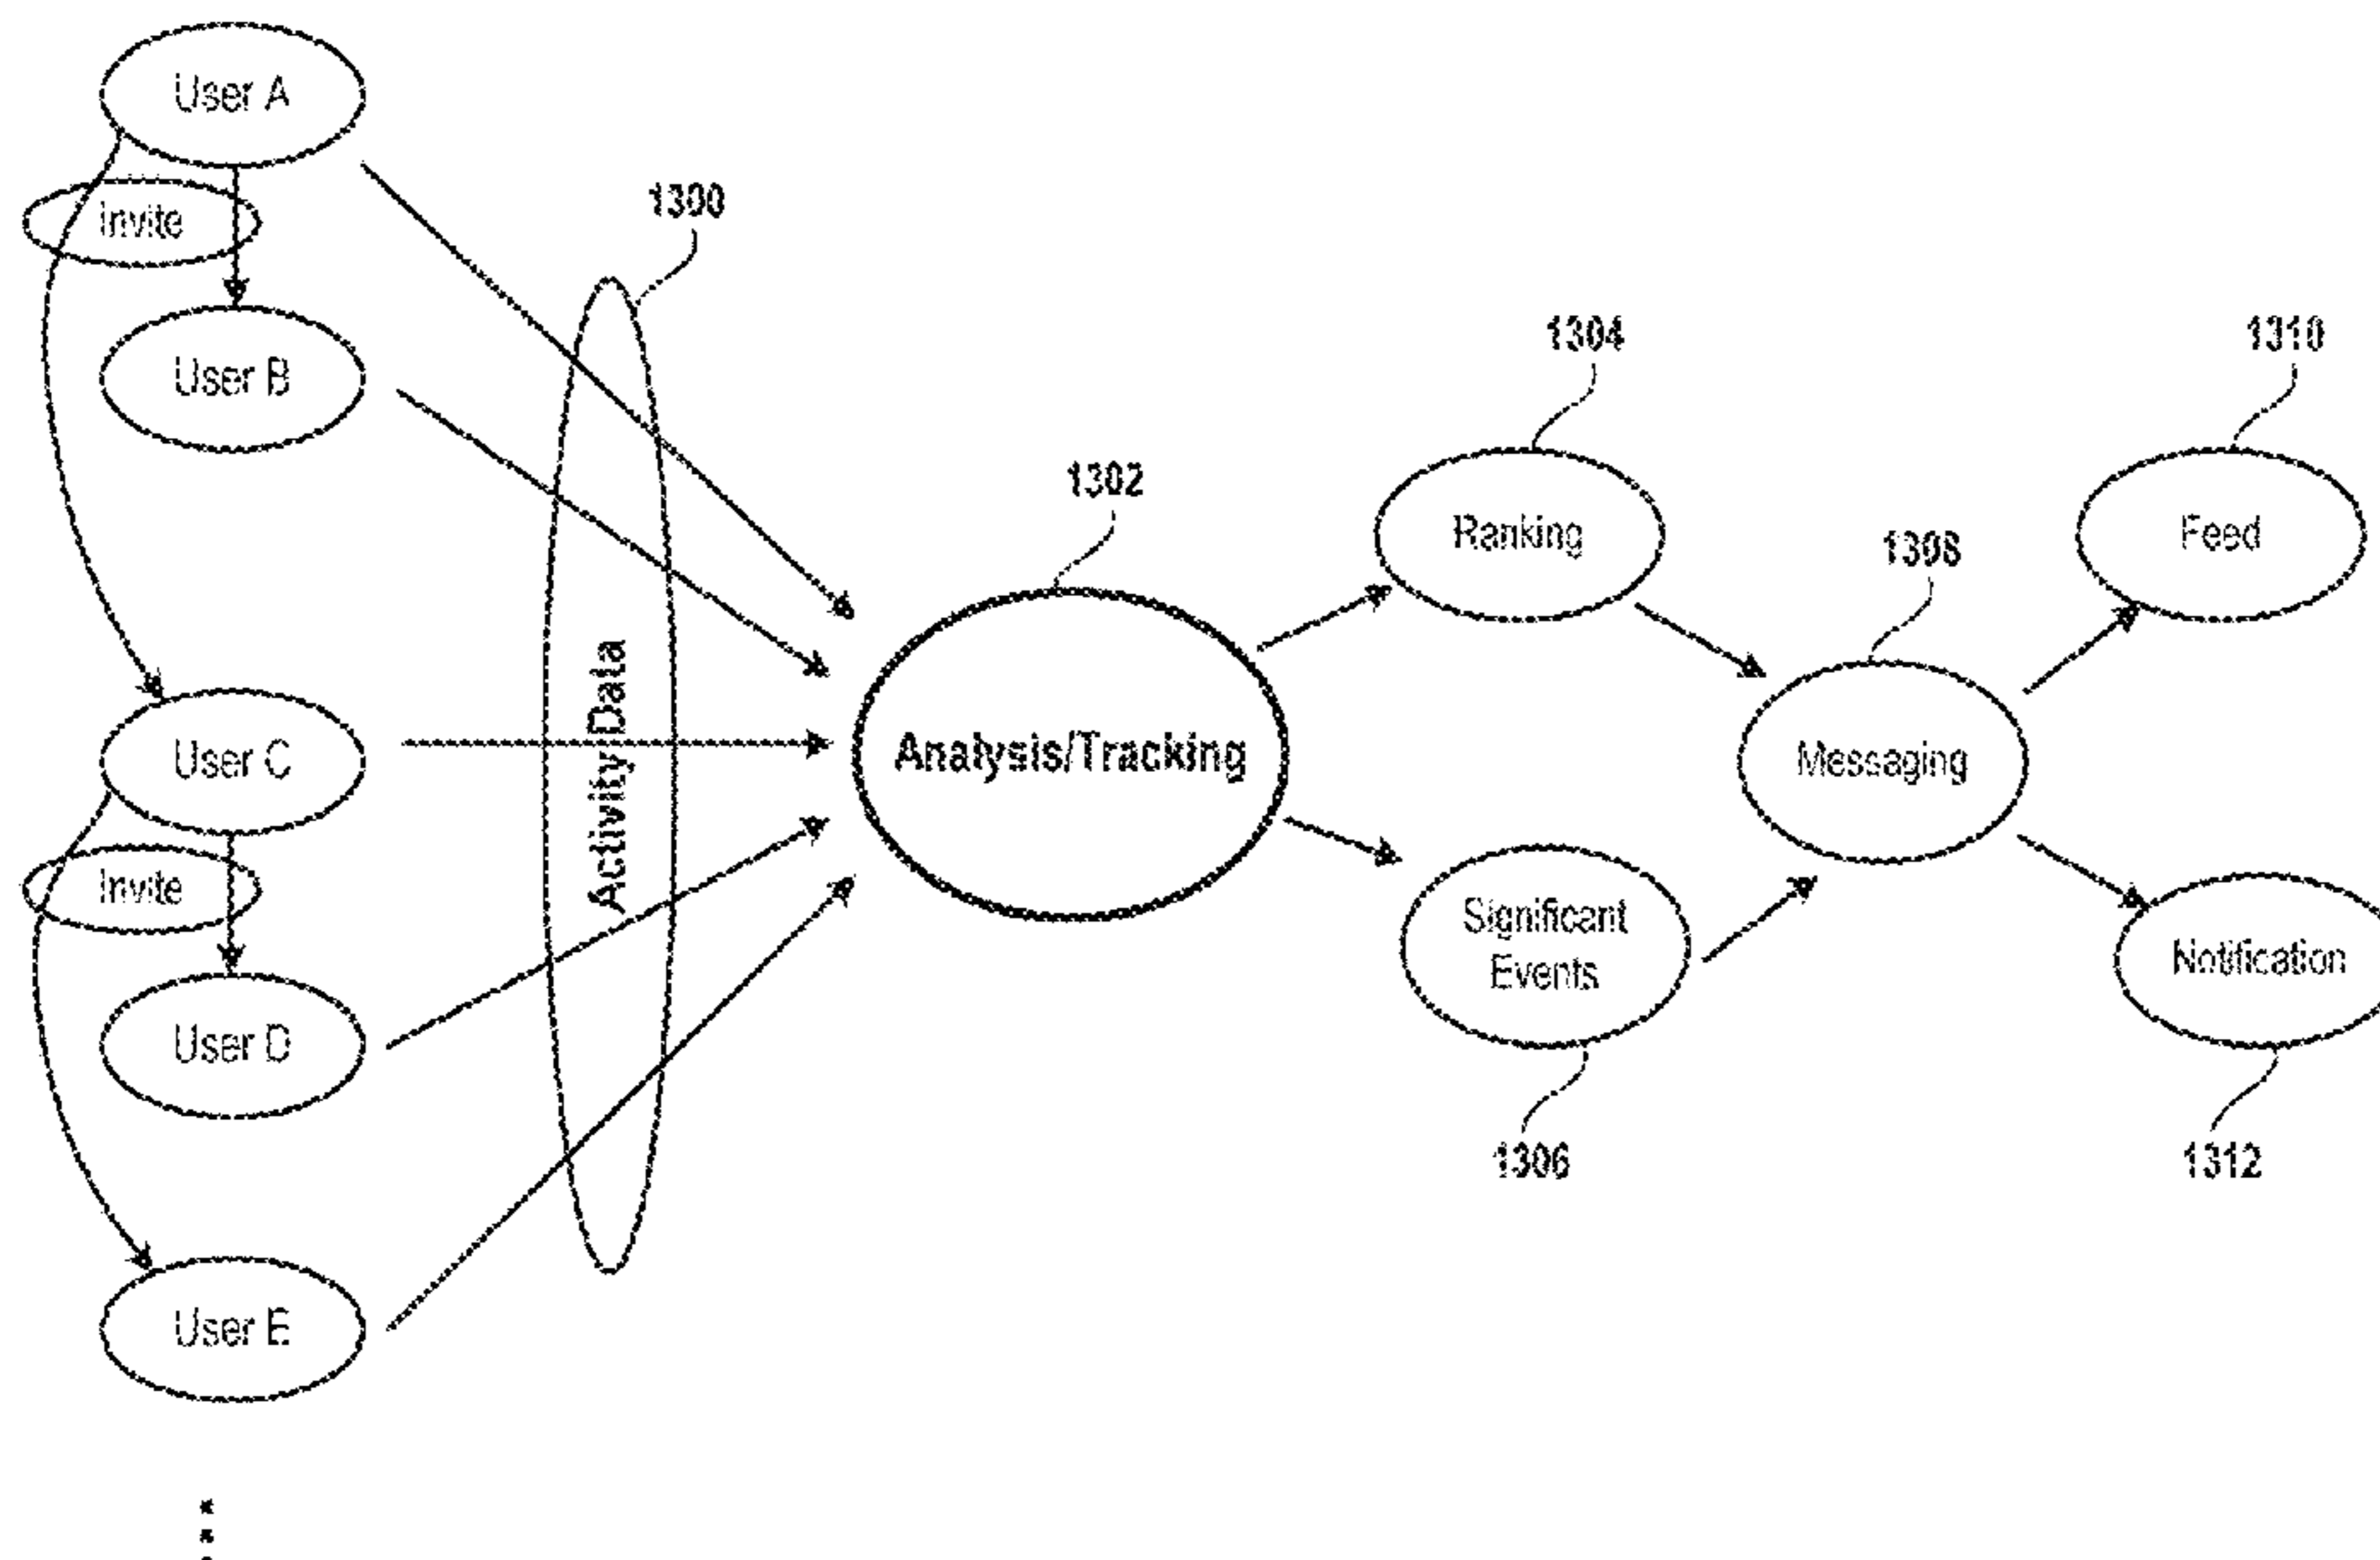 User A
Invite
User B
User C
Invite
User D
User E
1300
Activity Data
1302
Analysis/Tracking
1304
Ranking
1306
Significant
Events
1308
Messaging
1310
Feed
1312
Notification